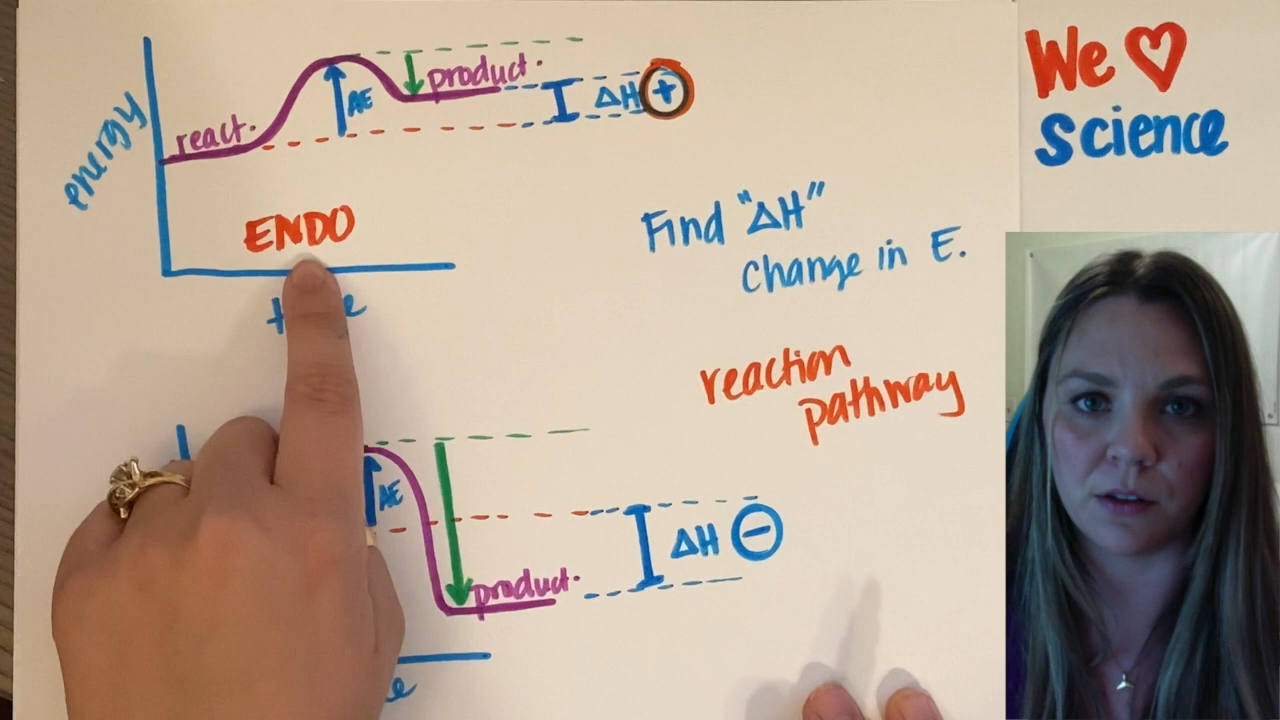 energy
react.
AE
product.
ΔH +
ENDO
Find "ΔH"
change in E.
reaction
pathway
AE
product.
ΔH −
We ♡
science